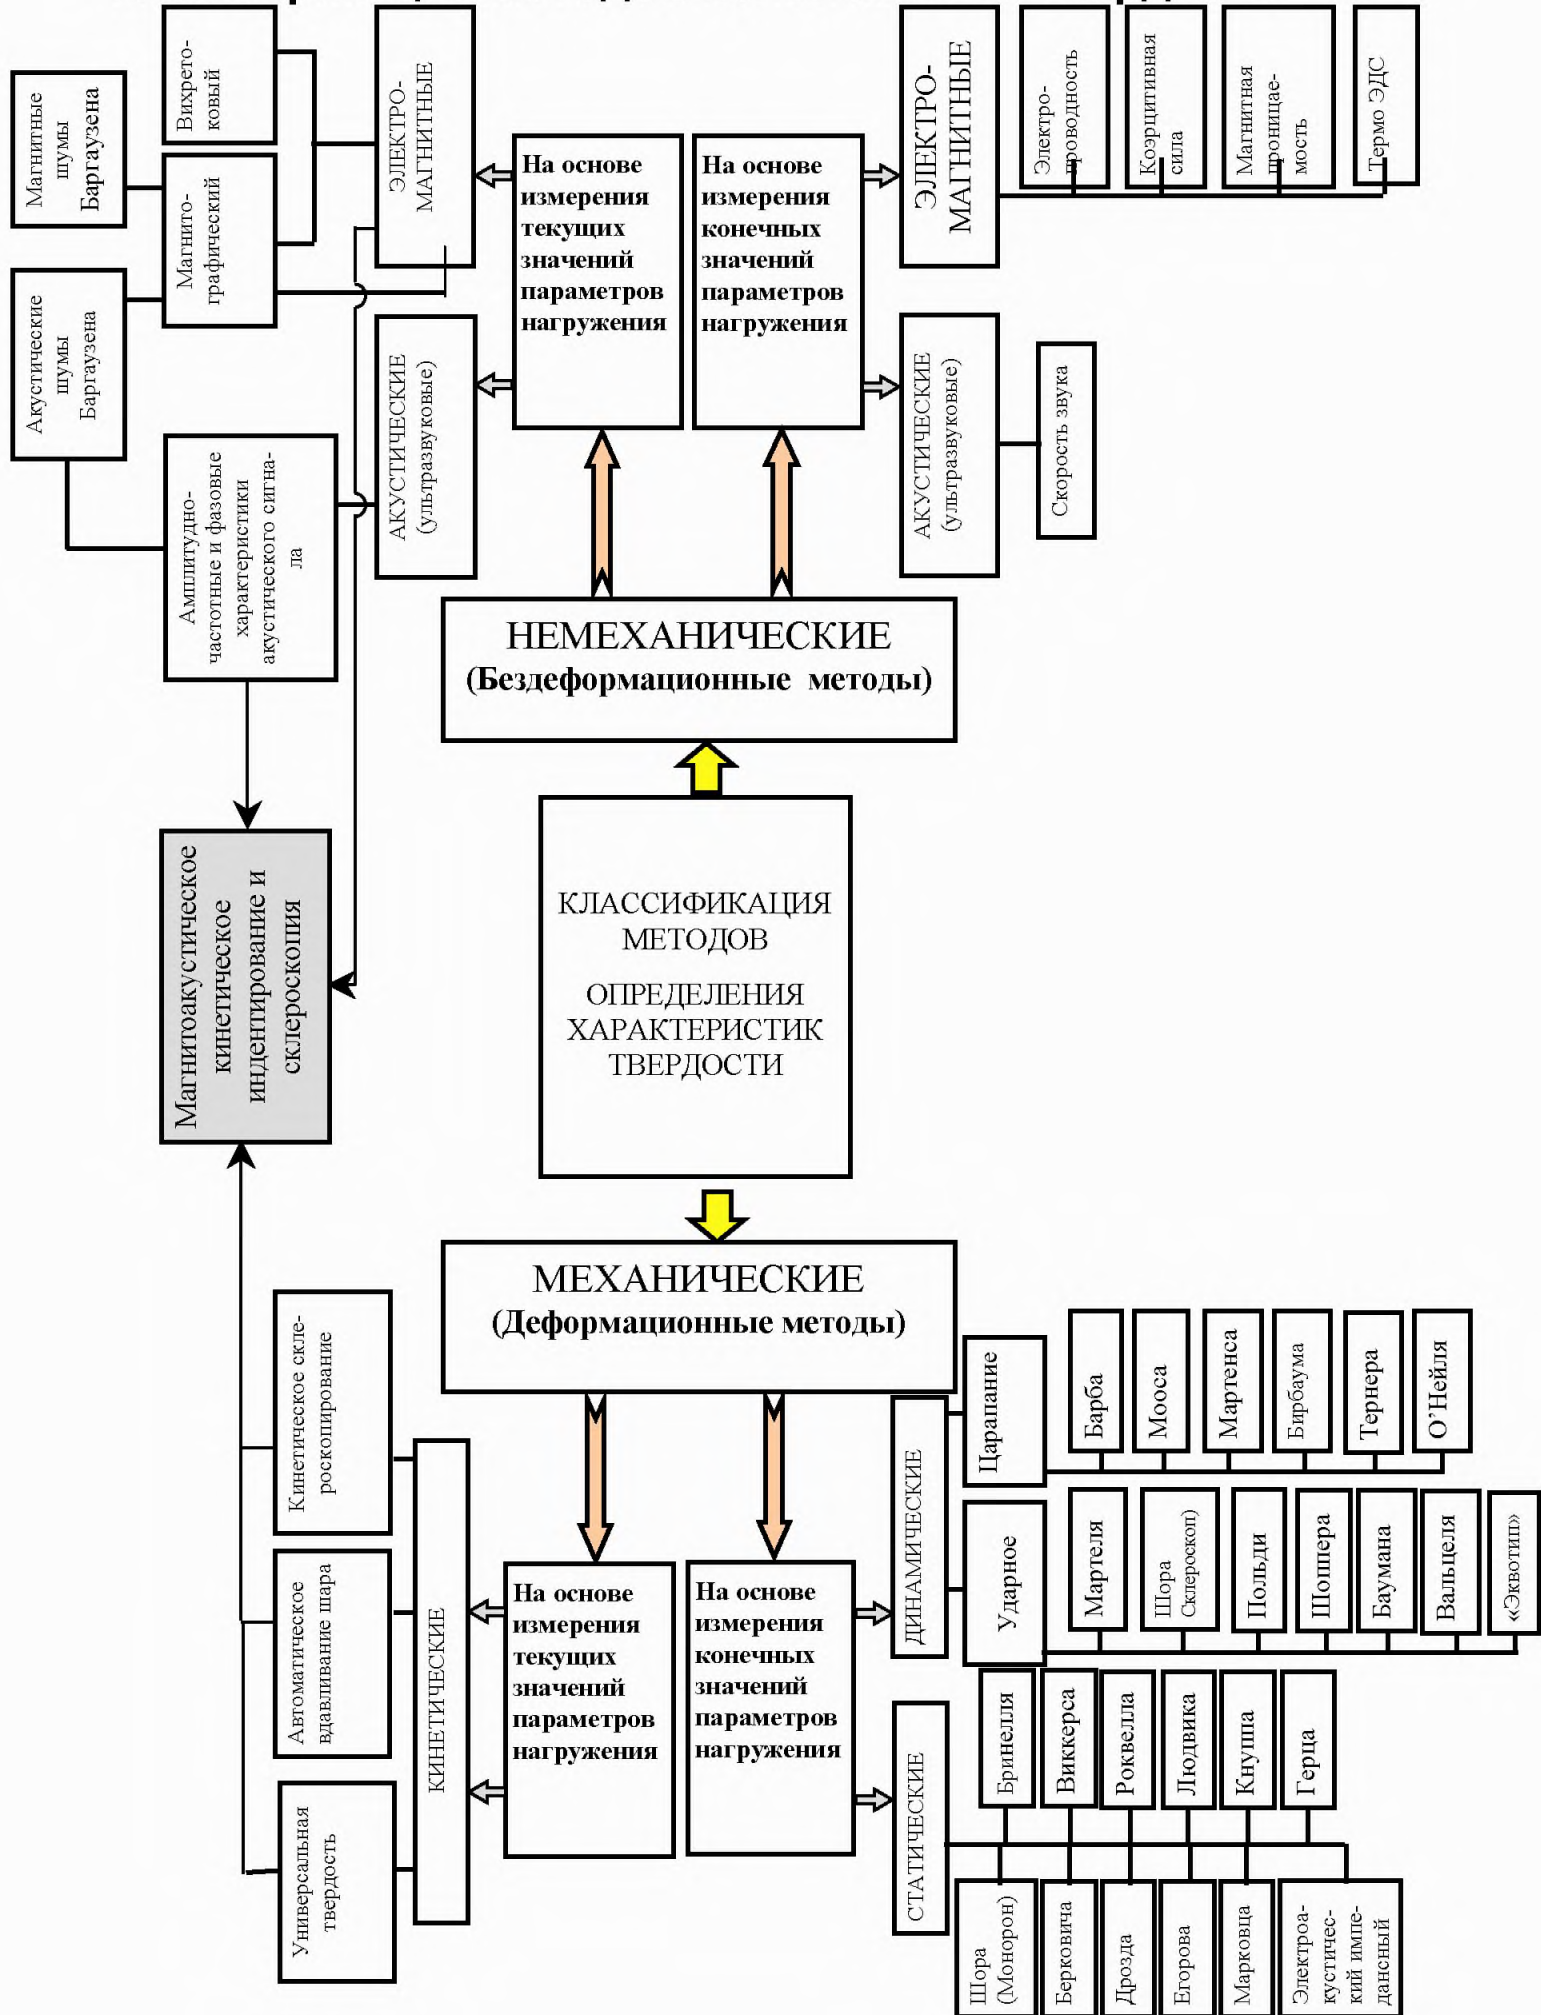 Магнитные
шумы
Баргаузена
Вихрето-
ковый
ЭЛЕКТРО-
МАГНИТНЫЕ
Акустические
шумы
Баргаузена
Магнито-
графический
Амплитудно-
частотные и фазовые
характеристики
акустического сигна-
ла
АКУСТИЧЕСКИЕ
(ультразвуковые)
На основе
измерения
текущих
значений
параметров
нагружения
На основе
измерения
конечных
значений
параметров
нагружения
ЭЛЕКТРО-
МАГНИТНЫЕ
Электро-
проводность
Коэрцитивная
сила
Магнитная
проницае-
мость
Термо ЭДС
АКУСТИЧЕСКИЕ
(ультразвуковые)
Скорость звука
НЕМЕХАНИЧЕСКИЕ
(Бездеформационные методы)
Магнитоакустическое
кинетическое
индентирование и
склероскопия
КЛАССИФИКАЦИЯ
МЕТОДОВ
ОПРЕДЕЛЕНИЯ
ХАРАКТЕРИСТИК
ТВЕРДОСТИ
МЕХАНИЧЕСКИЕ
(Деформационные методы)
Кинетическое скле-
роскопирование
Автоматическое
вдавливание шара
Универсальная
твердость
КИНЕТИЧЕСКИЕ
На основе
измерения
текущих
значений
параметров
нагружения
На основе
измерения
конечных
значений
параметров
нагружения
ДИНАМИЧЕСКИЕ
Царапание
Барба
Мооса
Мартенса
Бирбаума
Тернера
О’Нейля
Ударное
Мартеля
Шора
Склероскоп)
Польди
Шоппера
Баумана
Вальцеля
«Эквотип»
СТАТИЧЕСКИЕ
Бринелля
Виккерса
Роквелла
Людвика
Кнуппа
Герца
Шора
(Монорон)
Берковича
Дрозда
Егорова
Марковца
Электроа-
кустичес-
кий импе-
дансный